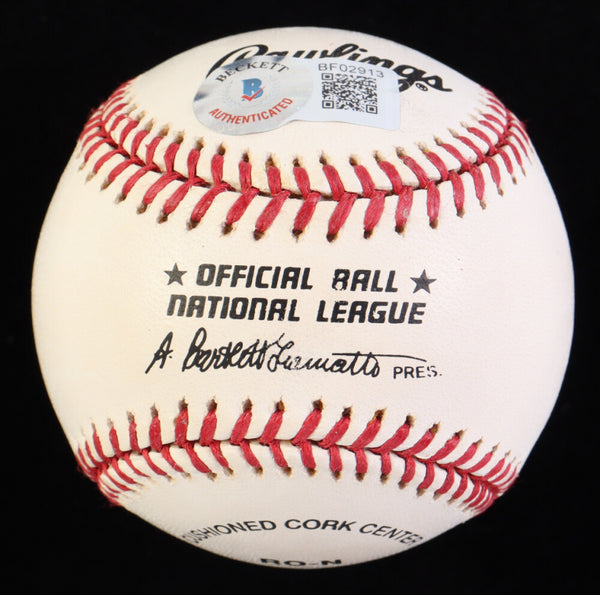 Rawlings®
BECKETT
B
AUTHENTICATED
BF02913
★ OFFICIAL BALL ★
NATIONAL LEAGUE
A. Bartlett Giamatti PRES.
CUSHIONED CORK CENTER
RO-N